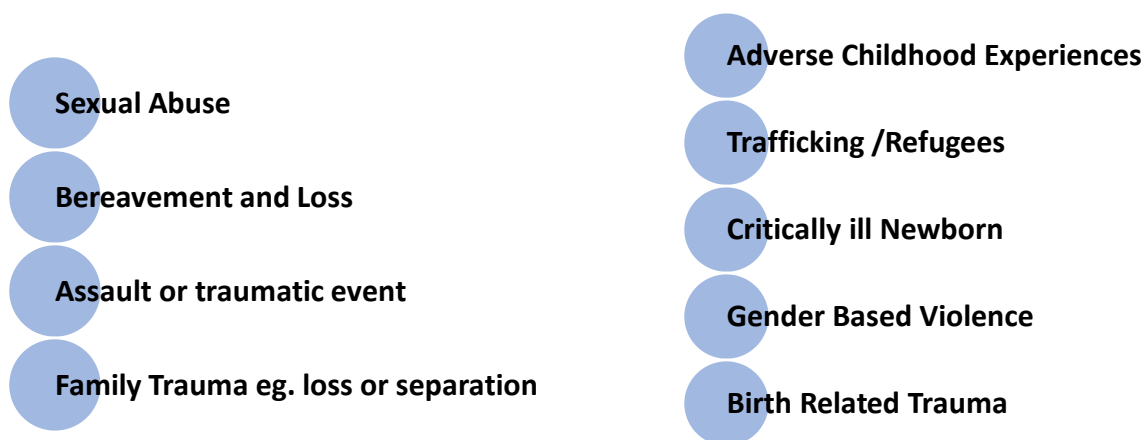 Sexual Abuse
Bereavement and Loss
Assault or traumatic event
Family Trauma eg. loss or separation
Adverse Childhood Experiences
Trafficking /Refugees
Critically ill Newborn
Gender Based Violence
Birth Related Trauma